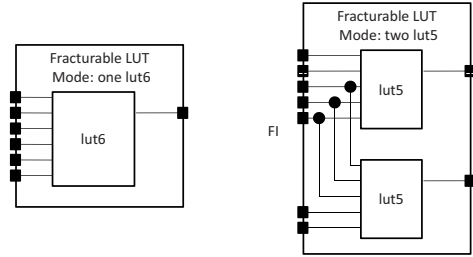 Fracturable LUT
Mode: one lut6
lut6
FI
Fracturable LUT
Mode: two lut5
lut5
lut5